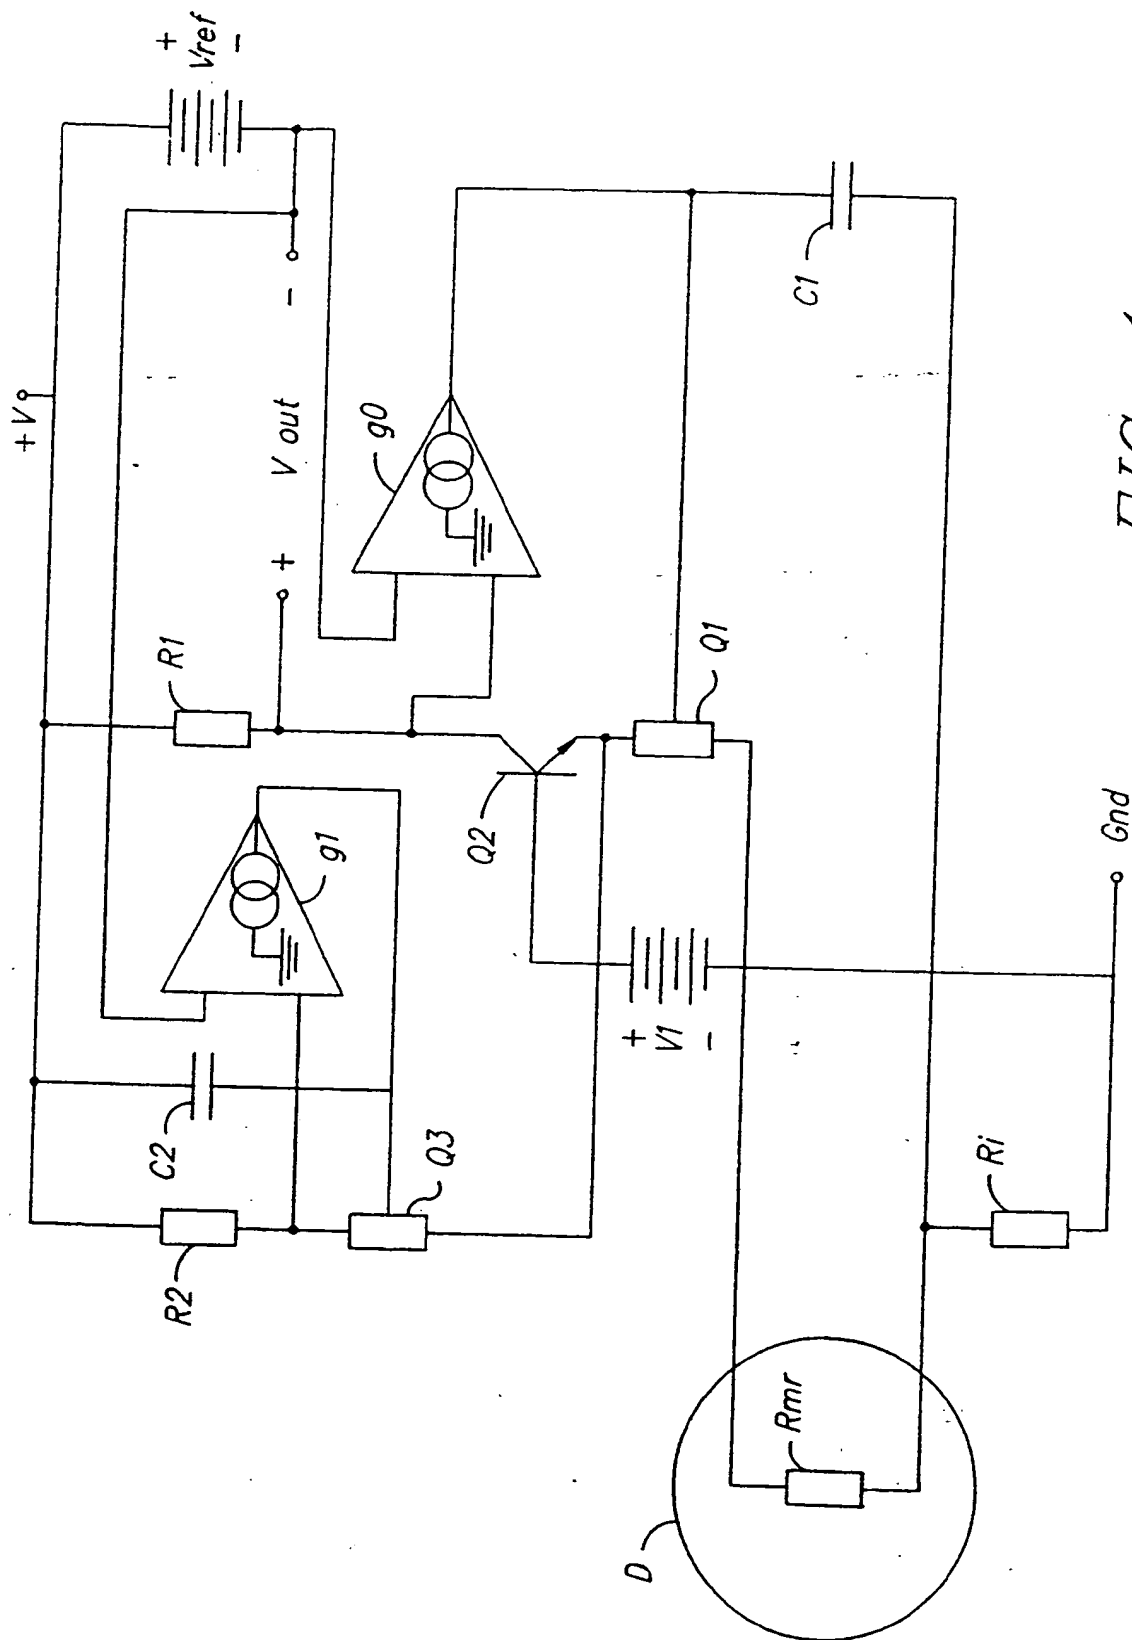 +V
+
Vref
-
R1
+
V out
-
g1
g0
C2
R2
Q3
Q2
Q1
+
V1
-
C1
D
Rmr
Ri
Gnd